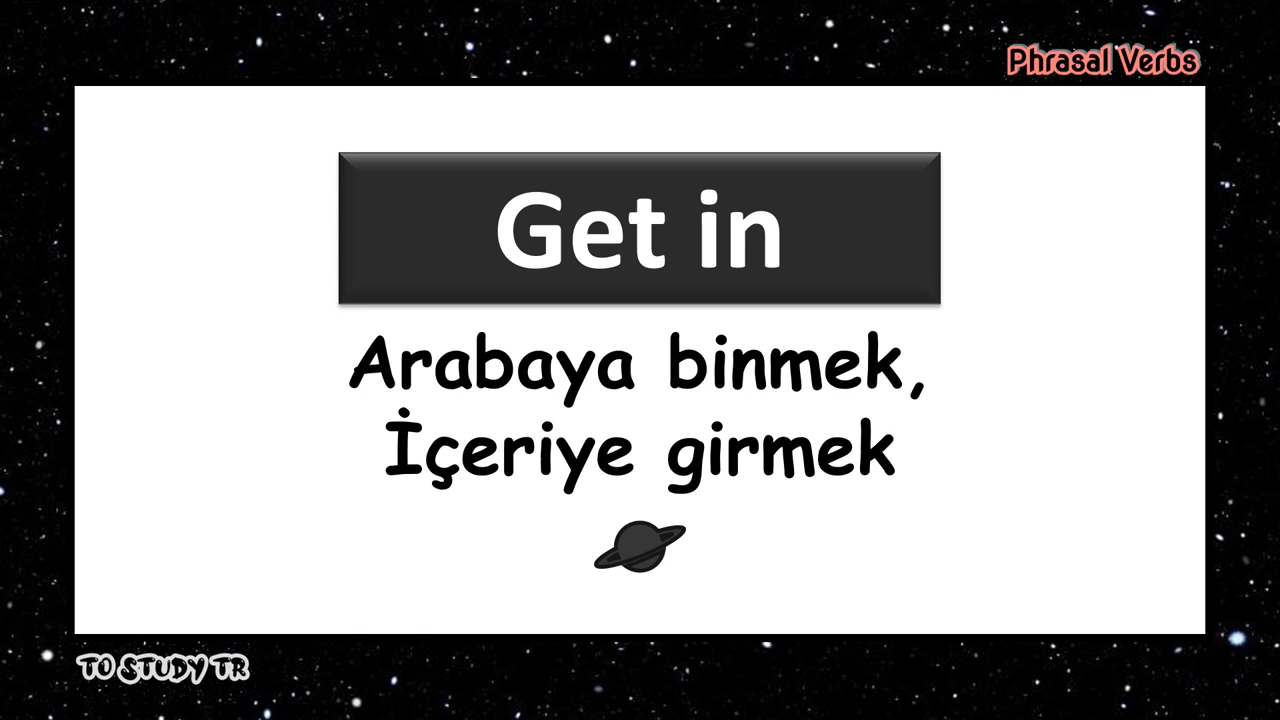 Phrasal Verbs
Get in
Arabaya binmek,
İçeriye girmek
TO STUDY TR